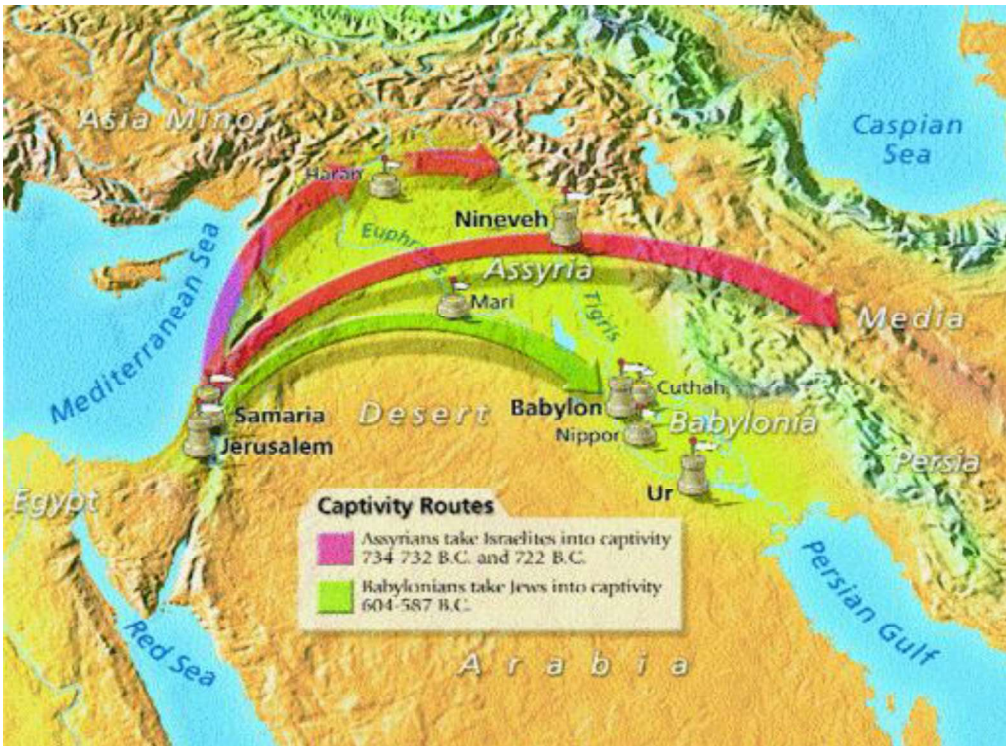 Asia Minor
Caspian
Sea
Haran
Nineveh
Euphrates
Assyria
Mediterranean Sea
Mari
Tigris
Media
Samaria
Jerusalem
Desert
Babylon
Cuthah
Nippor
Babylonia
Egypt
Ur
Persia
Captivity Routes
Assyrians take Israelites into captivity
734-732 B.C. and 722 B.C.
Babylonians take Jews into captivity
604-587 B.C.
Red Sea
Arabia
Persian Gulf